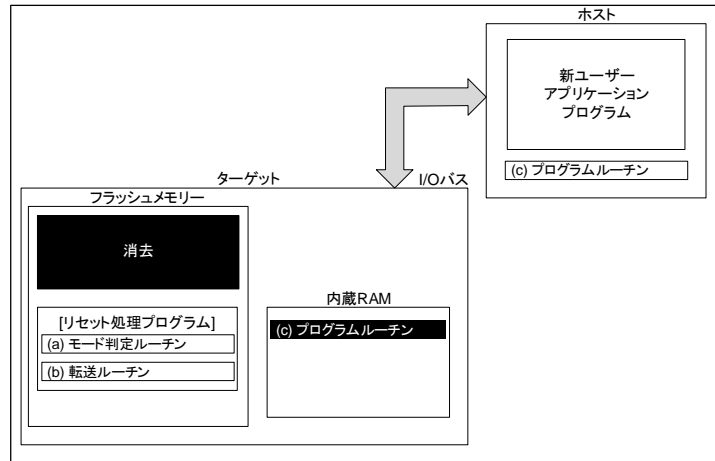 ホスト
新ユーザー
アプリケーション
プログラム
(c) プログラムルーチン
ターゲット
I/Oバス
フラッシュメモリー
消去
内蔵RAM
[リセット処理プログラム]
(a) モード判定ルーチン
(b) 転送ルーチン
(c) プログラムルーチン